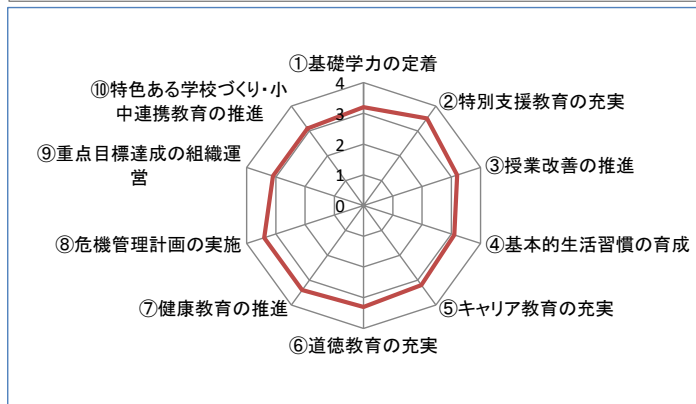 ①基礎学力の定着
②特別支援教育の充実
③授業改善の推進
④基本的生活習慣の育成
⑤キャリア教育の充実
⑥道徳教育の充実
⑦健康教育の推進
⑧危機管理計画の実施
⑨重点目標達成の組織運
営
⑩特色ある学校づくり・小
中連携教育の推進
4
3
2
1
0